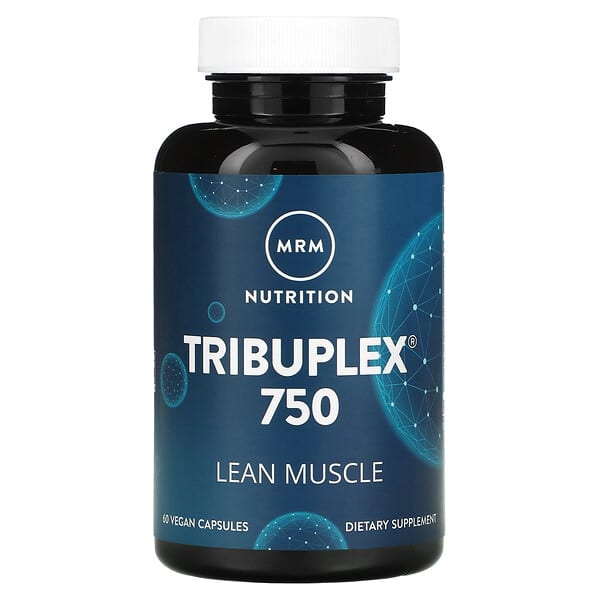 MRM
NUTRITION
TRIBUPLEX®
750
LEAN MUSCLE
60 VEGAN CAPSULES
DIETARY SUPPLEMENT